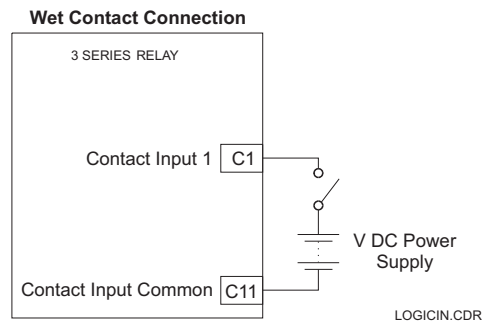 Wet Contact Connection
3 SERIES RELAY
Contact Input 1
C1
V DC Power
Supply
Contact Input Common
C11
LOGICIN.CDR